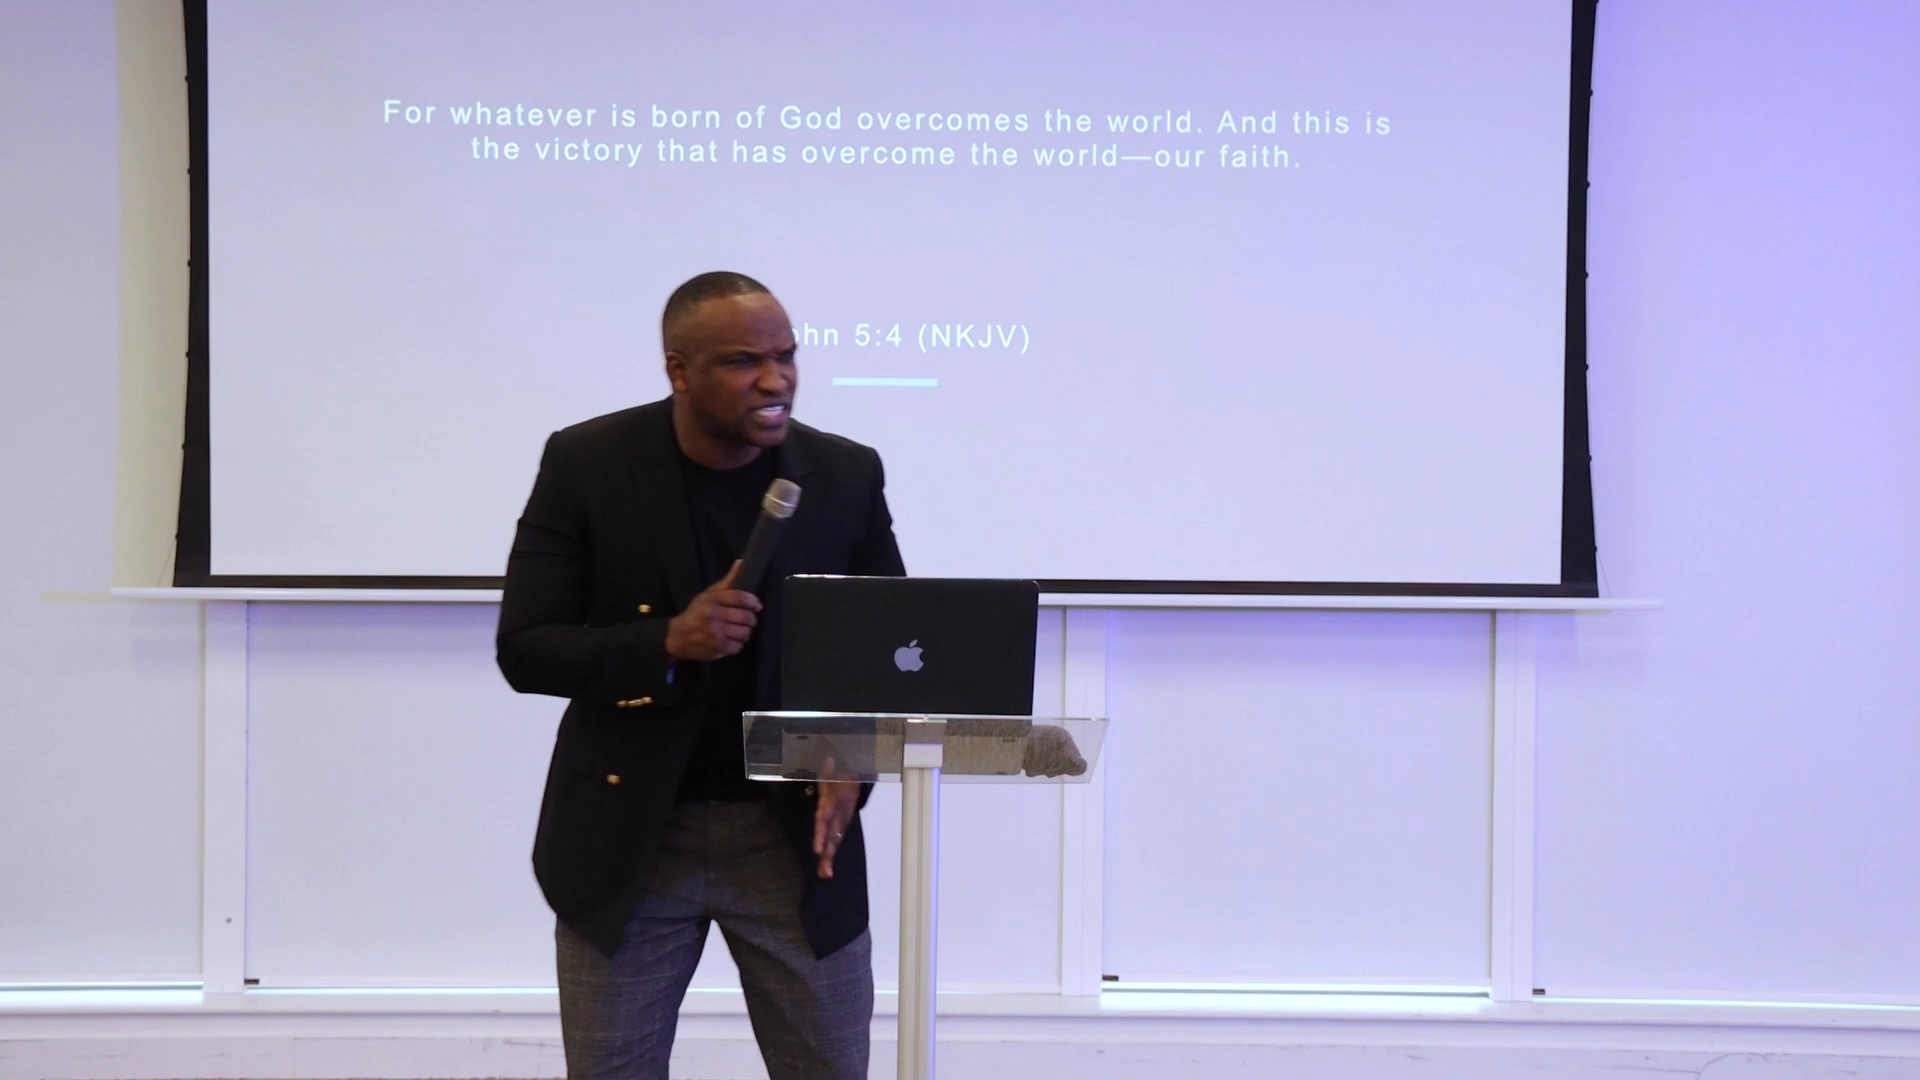 For whatever is born of God overcomes the world. And this is
the victory that has overcome the world—our faith.
ohn 5:4 (NKJV)